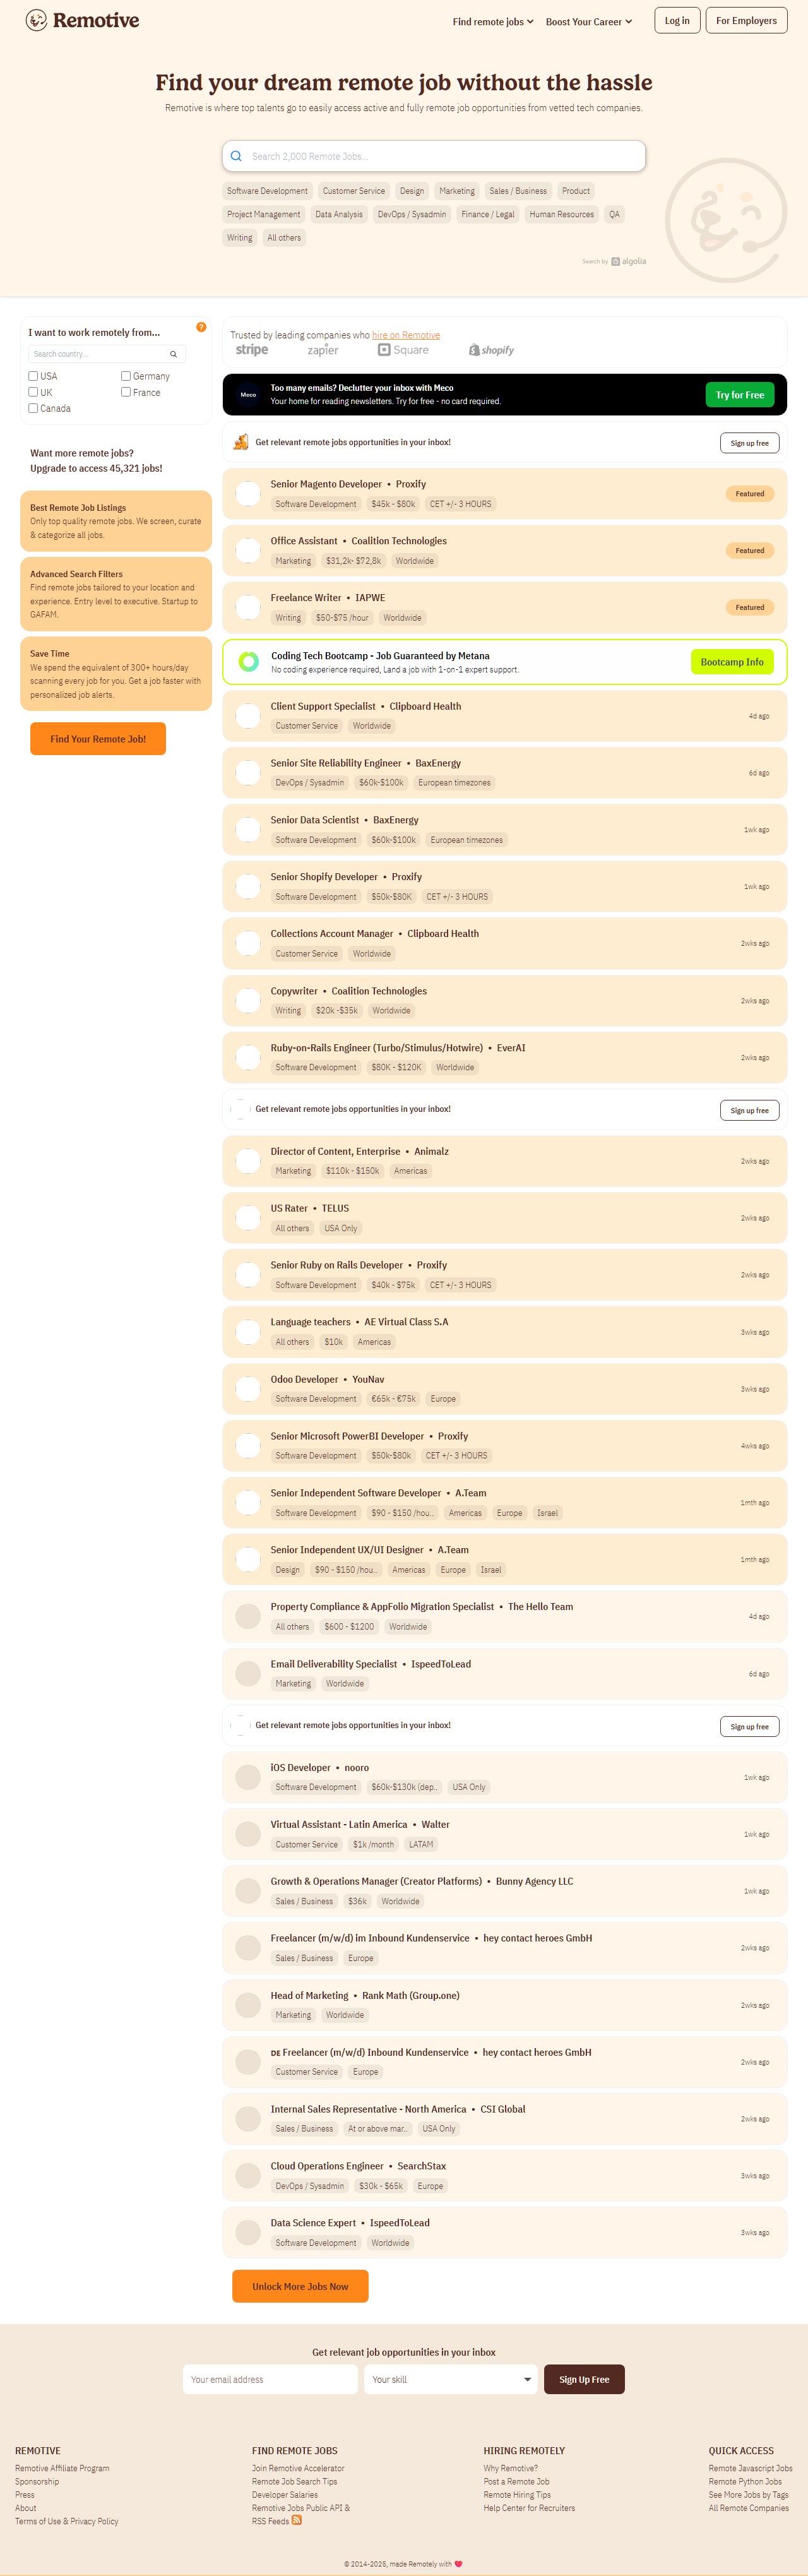 Remotive
Find remote jobs
Boost Your Career
Log in
For Employers
Find your dream remote job without the hassle
Remotive is where top talents go to easily access active and fully remote job opportunities from vetted tech companies.
Search 2,000 Remote Jobs...
Software Development Customer Service Design Marketing Sales / Business Product
Project Management Data Analysis DevOps / Sysadmin Finance / Legal Human Resources QA
Writing All others
Search by algolia
I want to work remotely from...
?
Search country...
USA Germany
UK France
Canada
Want more remote jobs?
Upgrade to access 45,321 jobs!
Best Remote Job Listings
Only top quality remote jobs. We screen, curate
& categorize all jobs.
Advanced Search Filters
Find remote jobs tailored to your location and
experience. Entry level to executive. Startup to
GAFAM.
Save Time
We spend the equivalent of 300+ hours/day
scanning every job for you. Get a job faster with
personalized job alerts.
Find Your Remote Job!
Trusted by leading companies who hire on Remotive
stripe zapier Square shopify
Meco
Too many emails? Declutter your inbox with Meco
Your home for reading newsletters. Try for free - no card required.
Try for Free
Get relevant remote jobs opportunities in your inbox!
Sign up free
Senior Magento Developer • Proxify
Software Development $45k - $80k CET +/- 3 HOURS
Featured
Office Assistant • Coalition Technologies
Marketing $31,2k- $72,8k Worldwide
Featured
Freelance Writer • IAPWE
Writing $50-$75 /hour Worldwide
Featured
Coding Tech Bootcamp - Job Guaranteed by Metana
No coding experience required, Land a job with 1-on-1 expert support.
Bootcamp Info
Client Support Specialist • Clipboard Health
Customer Service Worldwide
4d ago
Senior Site Reliability Engineer • BaxEnergy
DevOps / Sysadmin $60k-$100k European timezones
6d ago
Senior Data Scientist • BaxEnergy
Software Development $60k-$100k European timezones
1wk ago
Senior Shopify Developer • Proxify
Software Development $50k-$80K CET +/- 3 HOURS
1wk ago
Collections Account Manager • Clipboard Health
Customer Service Worldwide
2wks ago
Copywriter • Coalition Technologies
Writing $20k -$35k Worldwide
2wks ago
Ruby-on-Rails Engineer (Turbo/Stimulus/Hotwire) • EverAI
Software Development $80K - $120K Worldwide
2wks ago
Get relevant remote jobs opportunities in your inbox!
Sign up free
Director of Content, Enterprise • Animalz
Marketing $110k - $150k Americas
2wks ago
US Rater • TELUS
All others USA Only
2wks ago
Senior Ruby on Rails Developer • Proxify
Software Development $40k - $75k CET +/- 3 HOURS
2wks ago
Language teachers • AE Virtual Class S.A
All others $10k Americas
3wks ago
Odoo Developer • YouNav
Software Development €65k - €75k Europe
3wks ago
Senior Microsoft PowerBI Developer • Proxify
Software Development $50k-$80k CET +/- 3 HOURS
4wks ago
Senior Independent Software Developer • A.Team
Software Development $90 - $150 /hou... Americas Europe Israel
1mth ago
Senior Independent UX/UI Designer • A.Team
Design $90 - $150 /hou... Americas Europe Israel
1mth ago
Property Compliance & AppFolio Migration Specialist • The Hello Team
All others $600 - $1200 Worldwide
4d ago
Email Deliverability Specialist • IspeedToLead
Marketing Worldwide
6d ago
Get relevant remote jobs opportunities in your inbox!
Sign up free
iOS Developer • nooro
Software Development $60k-$130k (dep... USA Only
1wk ago
Virtual Assistant - Latin America • Walter
Customer Service $1k /month LATAM
1wk ago
Growth & Operations Manager (Creator Platforms) • Bunny Agency LLC
Sales / Business $36k Worldwide
1wk ago
Freelancer (m/w/d) im Inbound Kundenservice • hey contact heroes GmbH
Sales / Business Europe
2wks ago
Head of Marketing • Rank Math (Group.one)
Marketing Worldwide
2wks ago
DE Freelancer (m/w/d) Inbound Kundenservice • hey contact heroes GmbH
Customer Service Europe
2wks ago
Internal Sales Representative - North America • CSI Global
Sales / Business At or above mar... USA Only
2wks ago
Cloud Operations Engineer • SearchStax
DevOps / Sysadmin $30k - $65k Europe
3wks ago
Data Science Expert • IspeedToLead
Software Development Worldwide
3wks ago
Unlock More Jobs Now
Get relevant job opportunities in your inbox
Your email address
Your skill
Sign Up Free
REMOTIVE
Remotive Affiliate Program
Sponsorship
Press
About
Terms of Use & Privacy Policy
FIND REMOTE JOBS
Join Remotive Accelerator
Remote Job Search Tips
Developer Salaries
Remotive Jobs Public API &
RSS Feeds
HIRING REMOTELY
Why Remotive?
Post a Remote Job
Remote Hiring Tips
Help Center for Recruiters
QUICK ACCESS
Remote Javascript Jobs
Remote Python Jobs
See More Jobs by Tags
All Remote Companies
© 2014-2025, made Remotely with ❤️